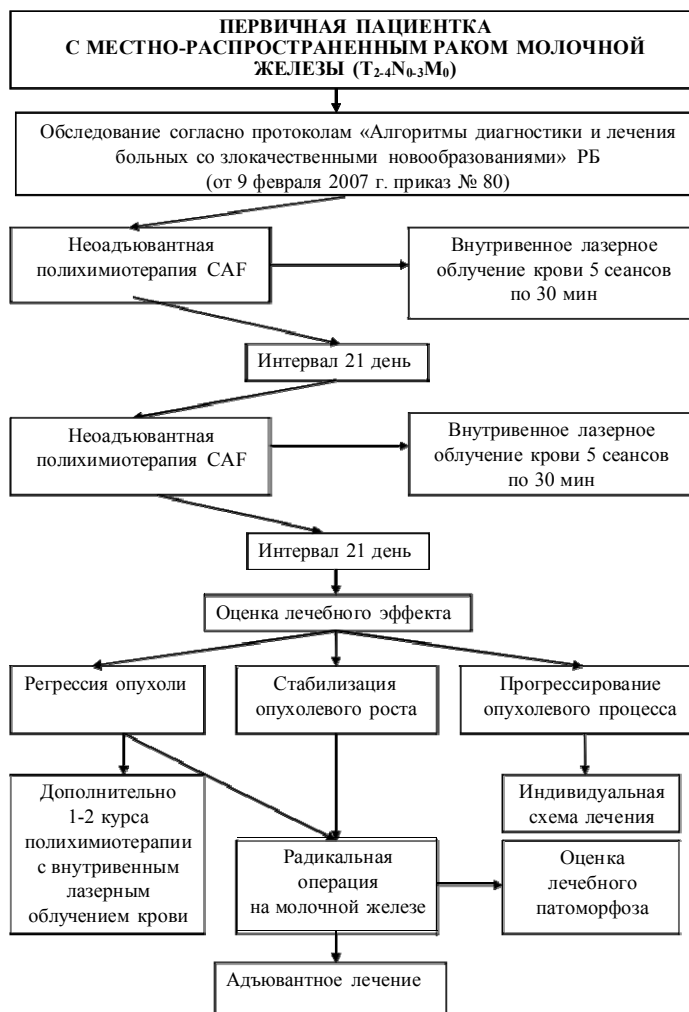 ПЕРВИЧНАЯ ПАЦИЕНТКА
С МЕСТНО-РАСПРОСТРАНЕННЫМ РАКОМ МОЛОЧНОЙ
ЖЕЛЕЗЫ (T2-4N0-3M0)
Обследование согласно протоколам «Алгоритмы диагностики и лечения
больных со злокачественными новообразованиями» РБ
(от 9 февраля 2007 г. приказ № 80)
Неоадъювантная
полихимиотерапия CAF
Внутривенное лазерное
облучение крови 5 сеансов
по 30 мин
Интервал 21 день
Неоадъювантная
полихимиотерапия CAF
Внутривенное лазерное
облучение крови 5 сеансов
по 30 мин
Интервал 21 день
Оценка лечебного эффекта
Регрессия опухоли
Стабилизация
опухолевого роста
Прогрессирование
опухолевого процесса
Дополнительно
1-2 курса
полихимиотерапии
с внутривенным
лазерным
облучением крови
Радикальная
операция
на молочной железе
Индивидуальная
схема лечения
Оценка
лечебного
патоморфоза
Адъювантное лечение